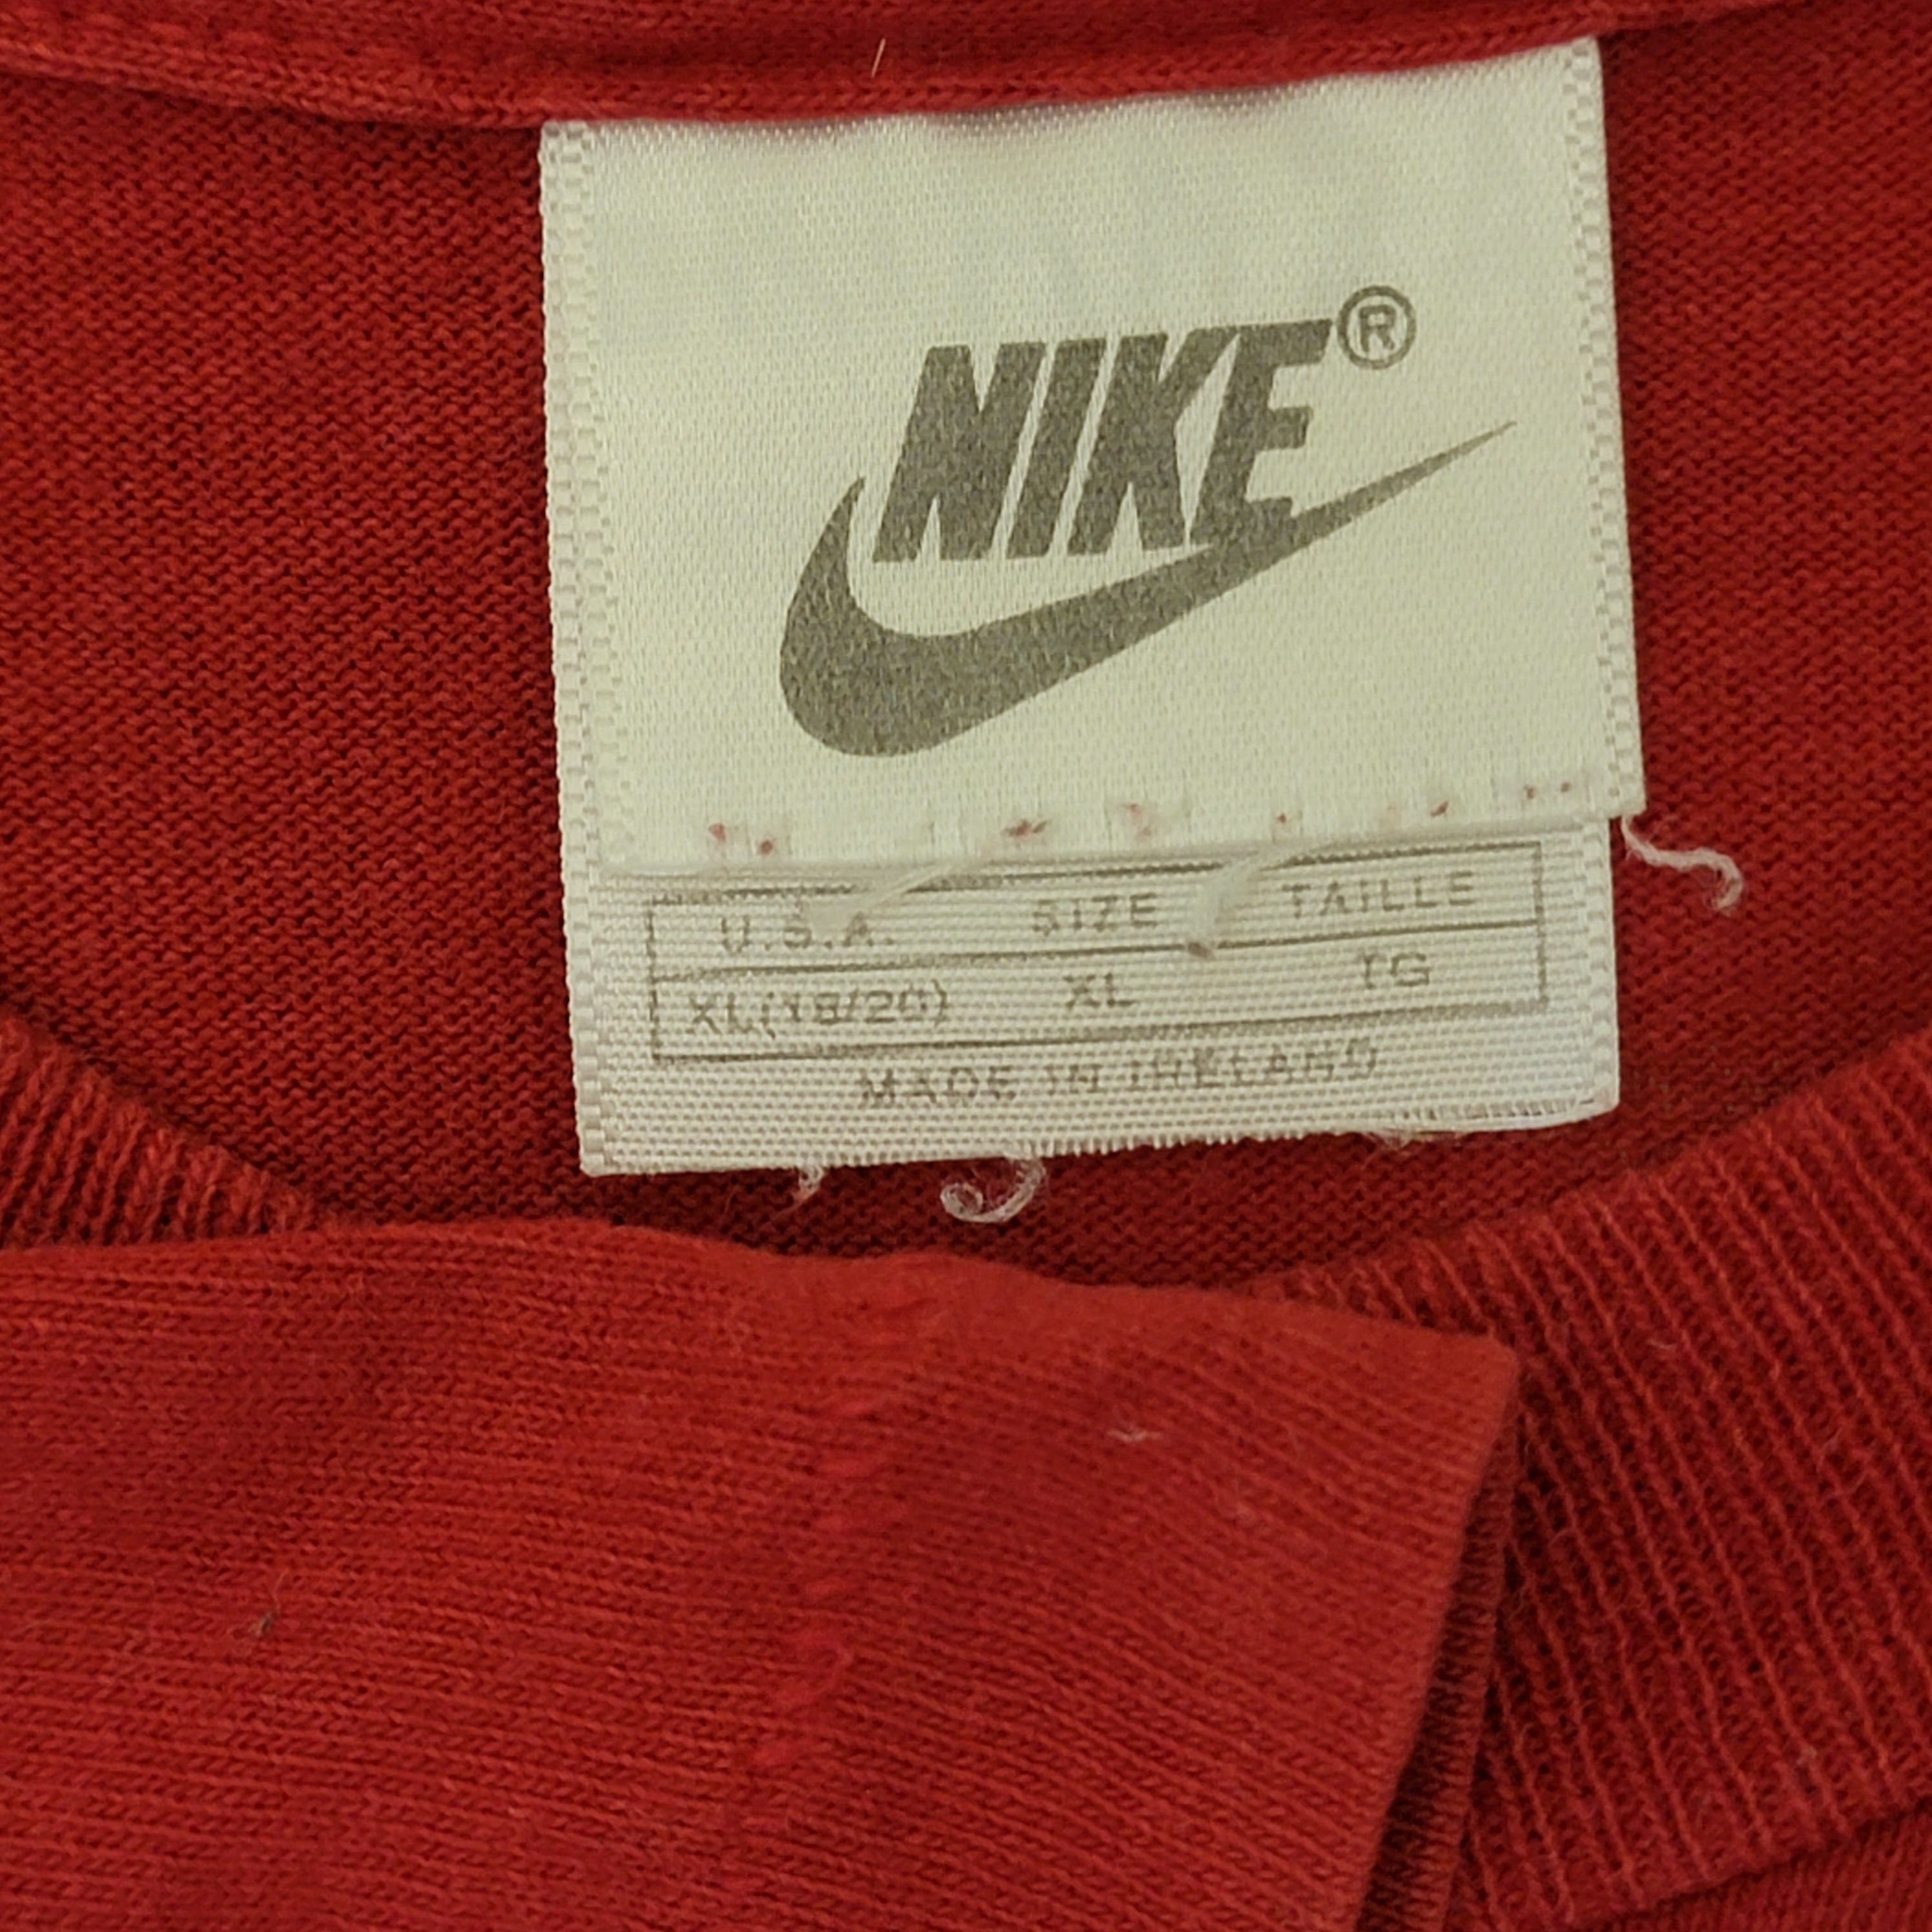 NIKE®
U.S.A. SIZE TAILLE
XL(18/20) XL TG
MADE IN IRELAND